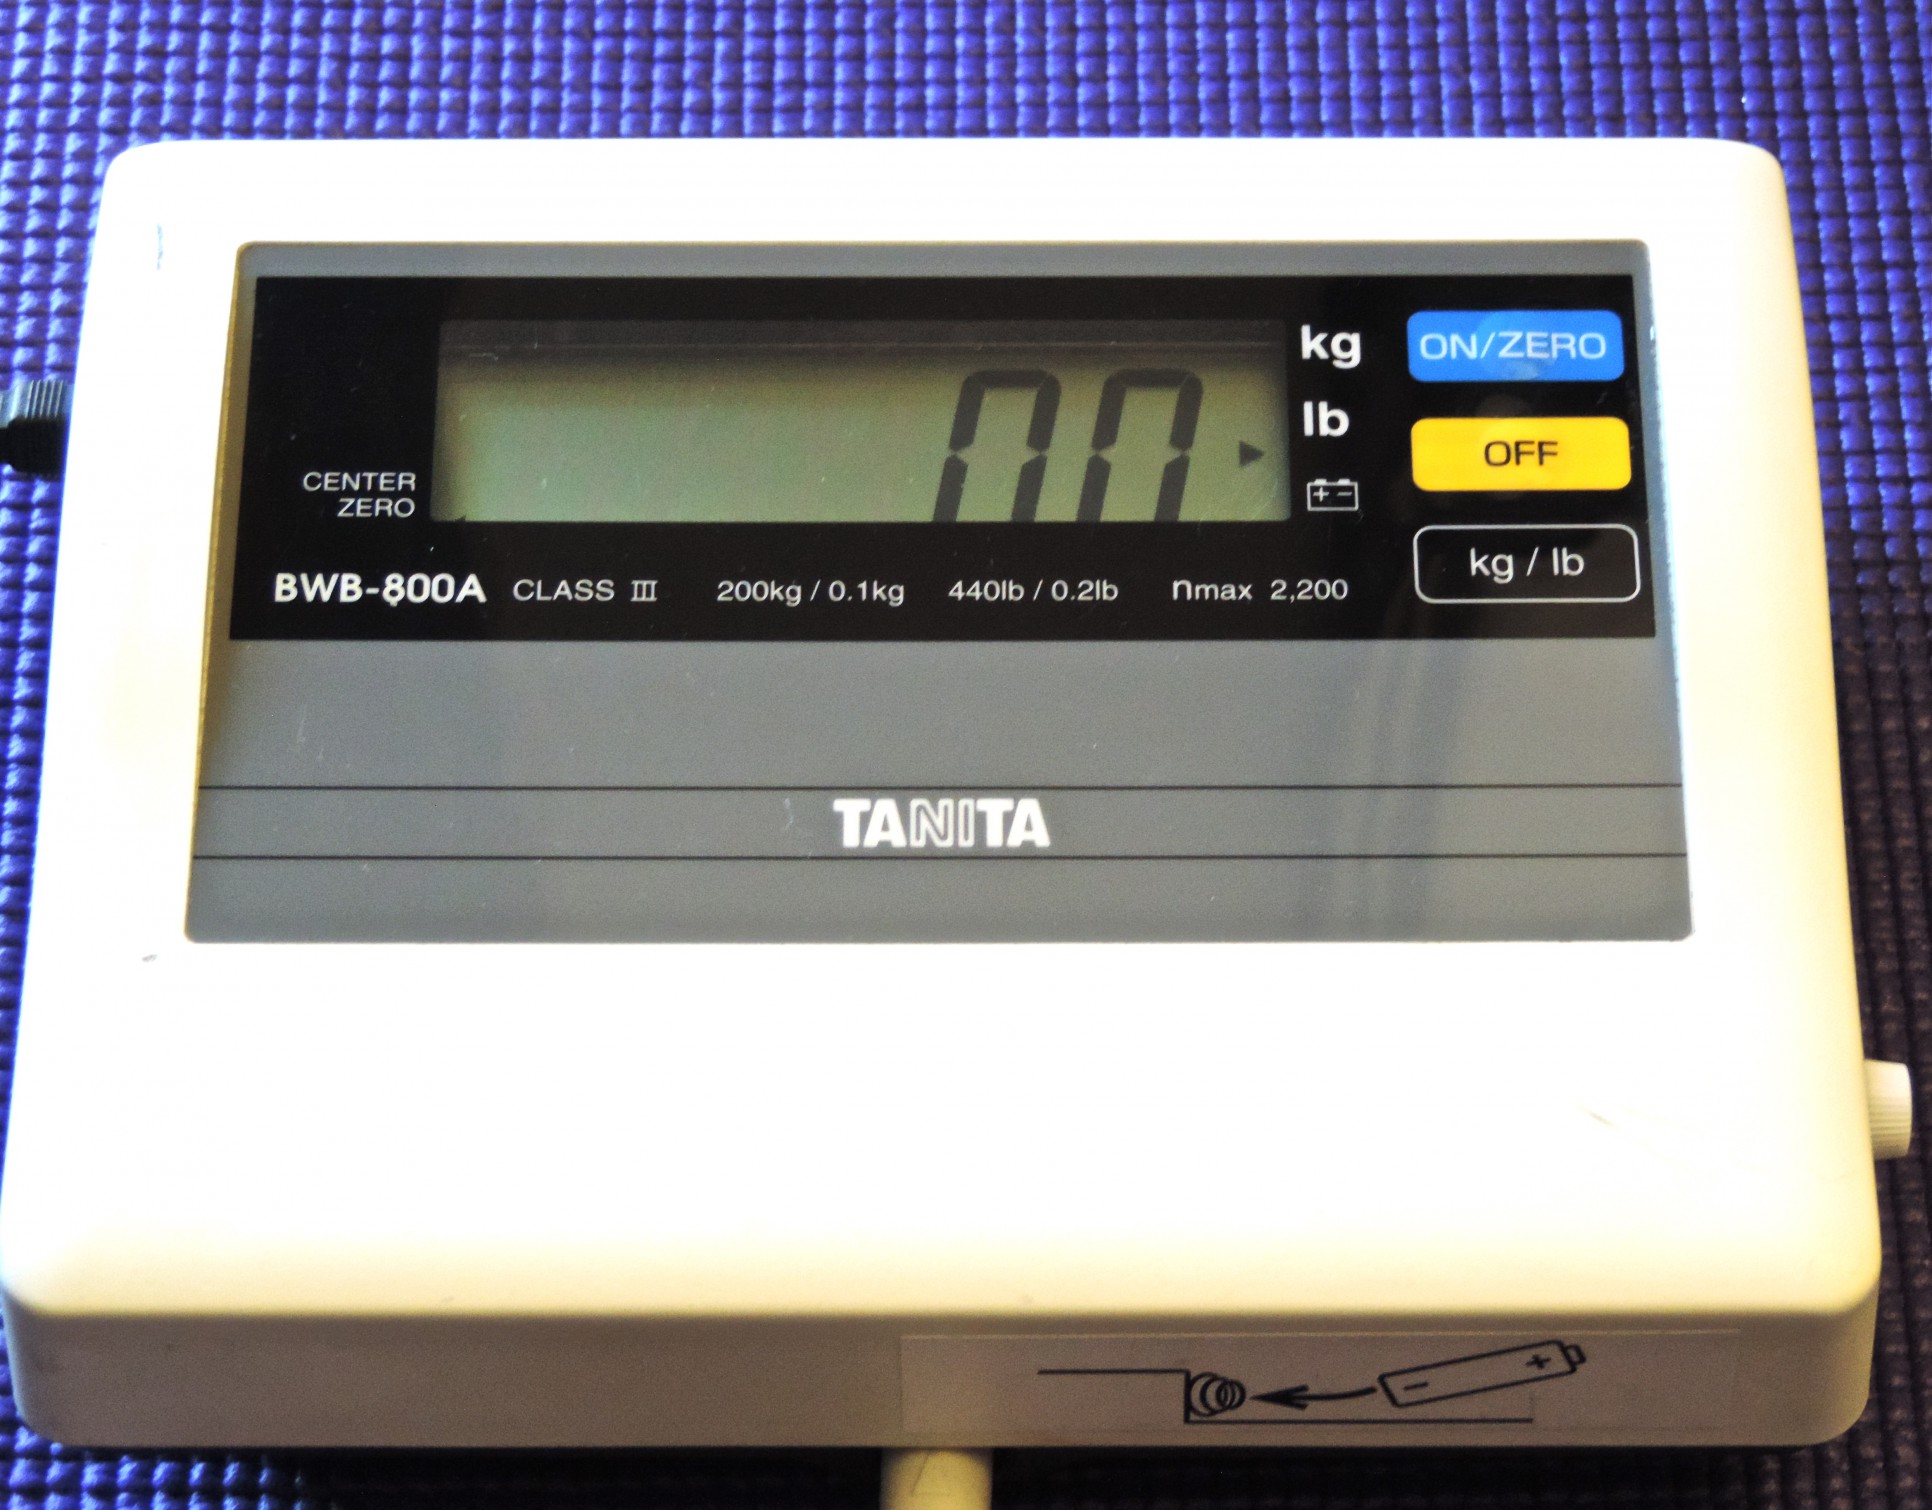 kg
ON/ZERO
lb
OFF
00
CENTER
ZERO
+ -
kg / lb
BWB-800A CLASS III 200kg / 0.1kg 440lb / 0.2lb nmax 2,200
TANITA
- +